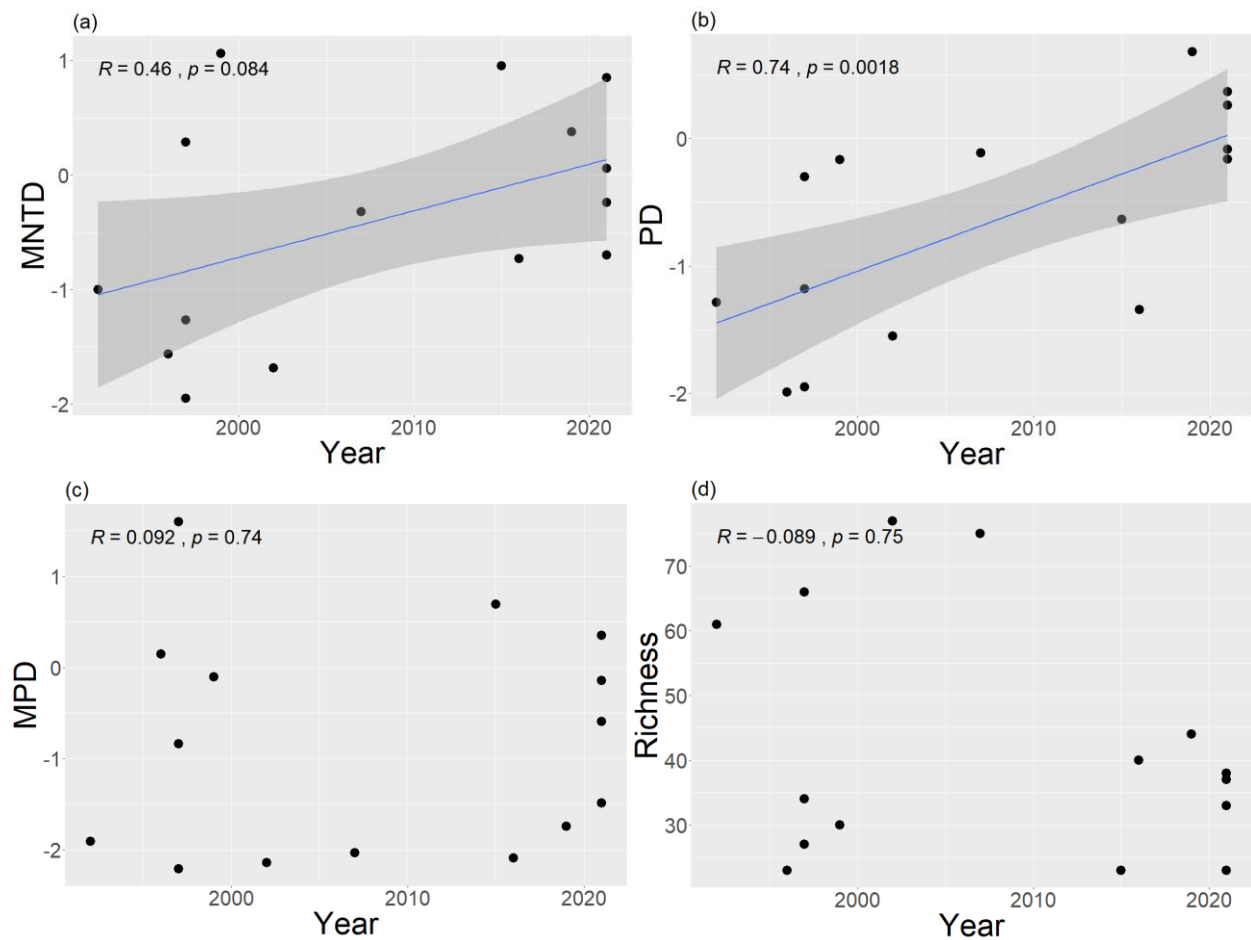 (a)
R = 0.46 , p = 0.084
1
0
-1
-2
MNTD
2000 2010 2020
Year
(b)
R = 0.74 , p = 0.0018
0
-1
-2
PD
2000 2010 2020
Year
(c)
R = 0.092 , p = 0.74
1
0
-1
-2
MPD
2000 2010 2020
Year
(d)
R = −0.089 , p = 0.75
70
60
50
40
30
Richness
2000 2010 2020
Year